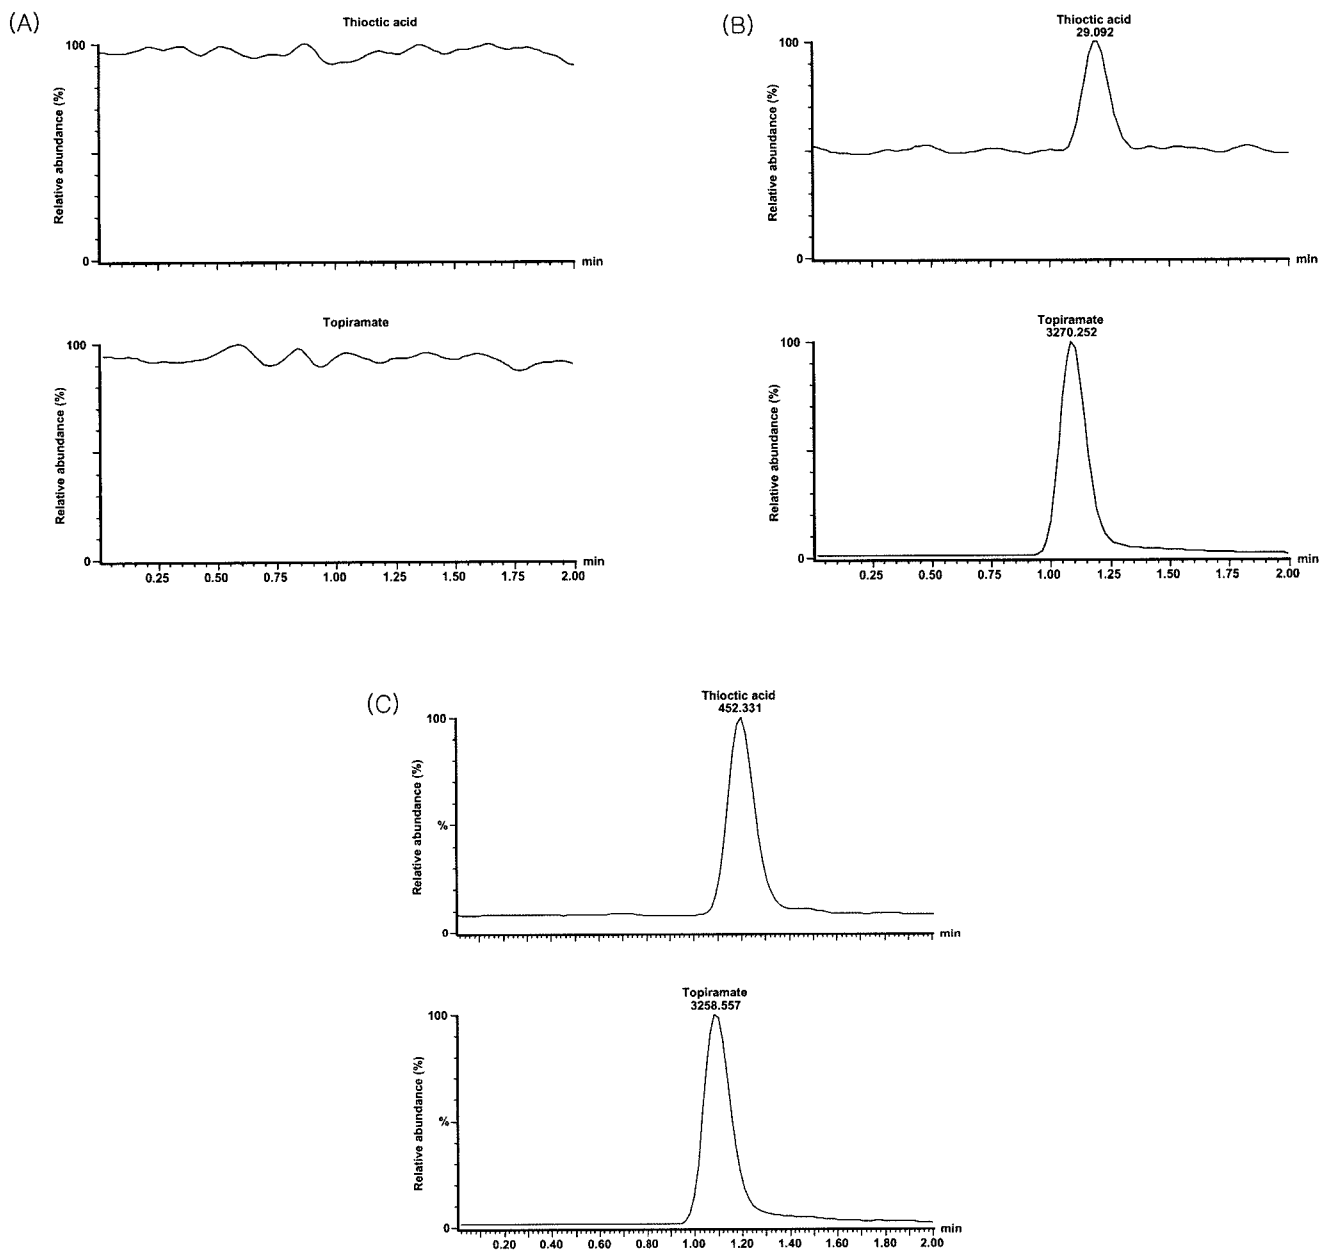 (A)
Thioctic acid
100
Relative abundance (%)
0
min
Topiramate
100
Relative abundance (%)
0
min
0.25 0.50 0.75 1.00 1.25 1.50 1.75 2.00
(B)
Thioctic acid
29.092
100
Relative abundance (%)
0
min
Topiramate
3270.252
100
Relative abundance (%)
0
min
0.25 0.50 0.75 1.00 1.25 1.50 1.75 2.00
(C)
Thioctic acid
452.331
100
Relative abundance (%)
%
0
min
Topiramate
3258.557
100
Relative abundance (%)
%
0
min
0.20 0.40 0.60 0.80 1.00 1.20 1.40 1.60 1.80 2.00